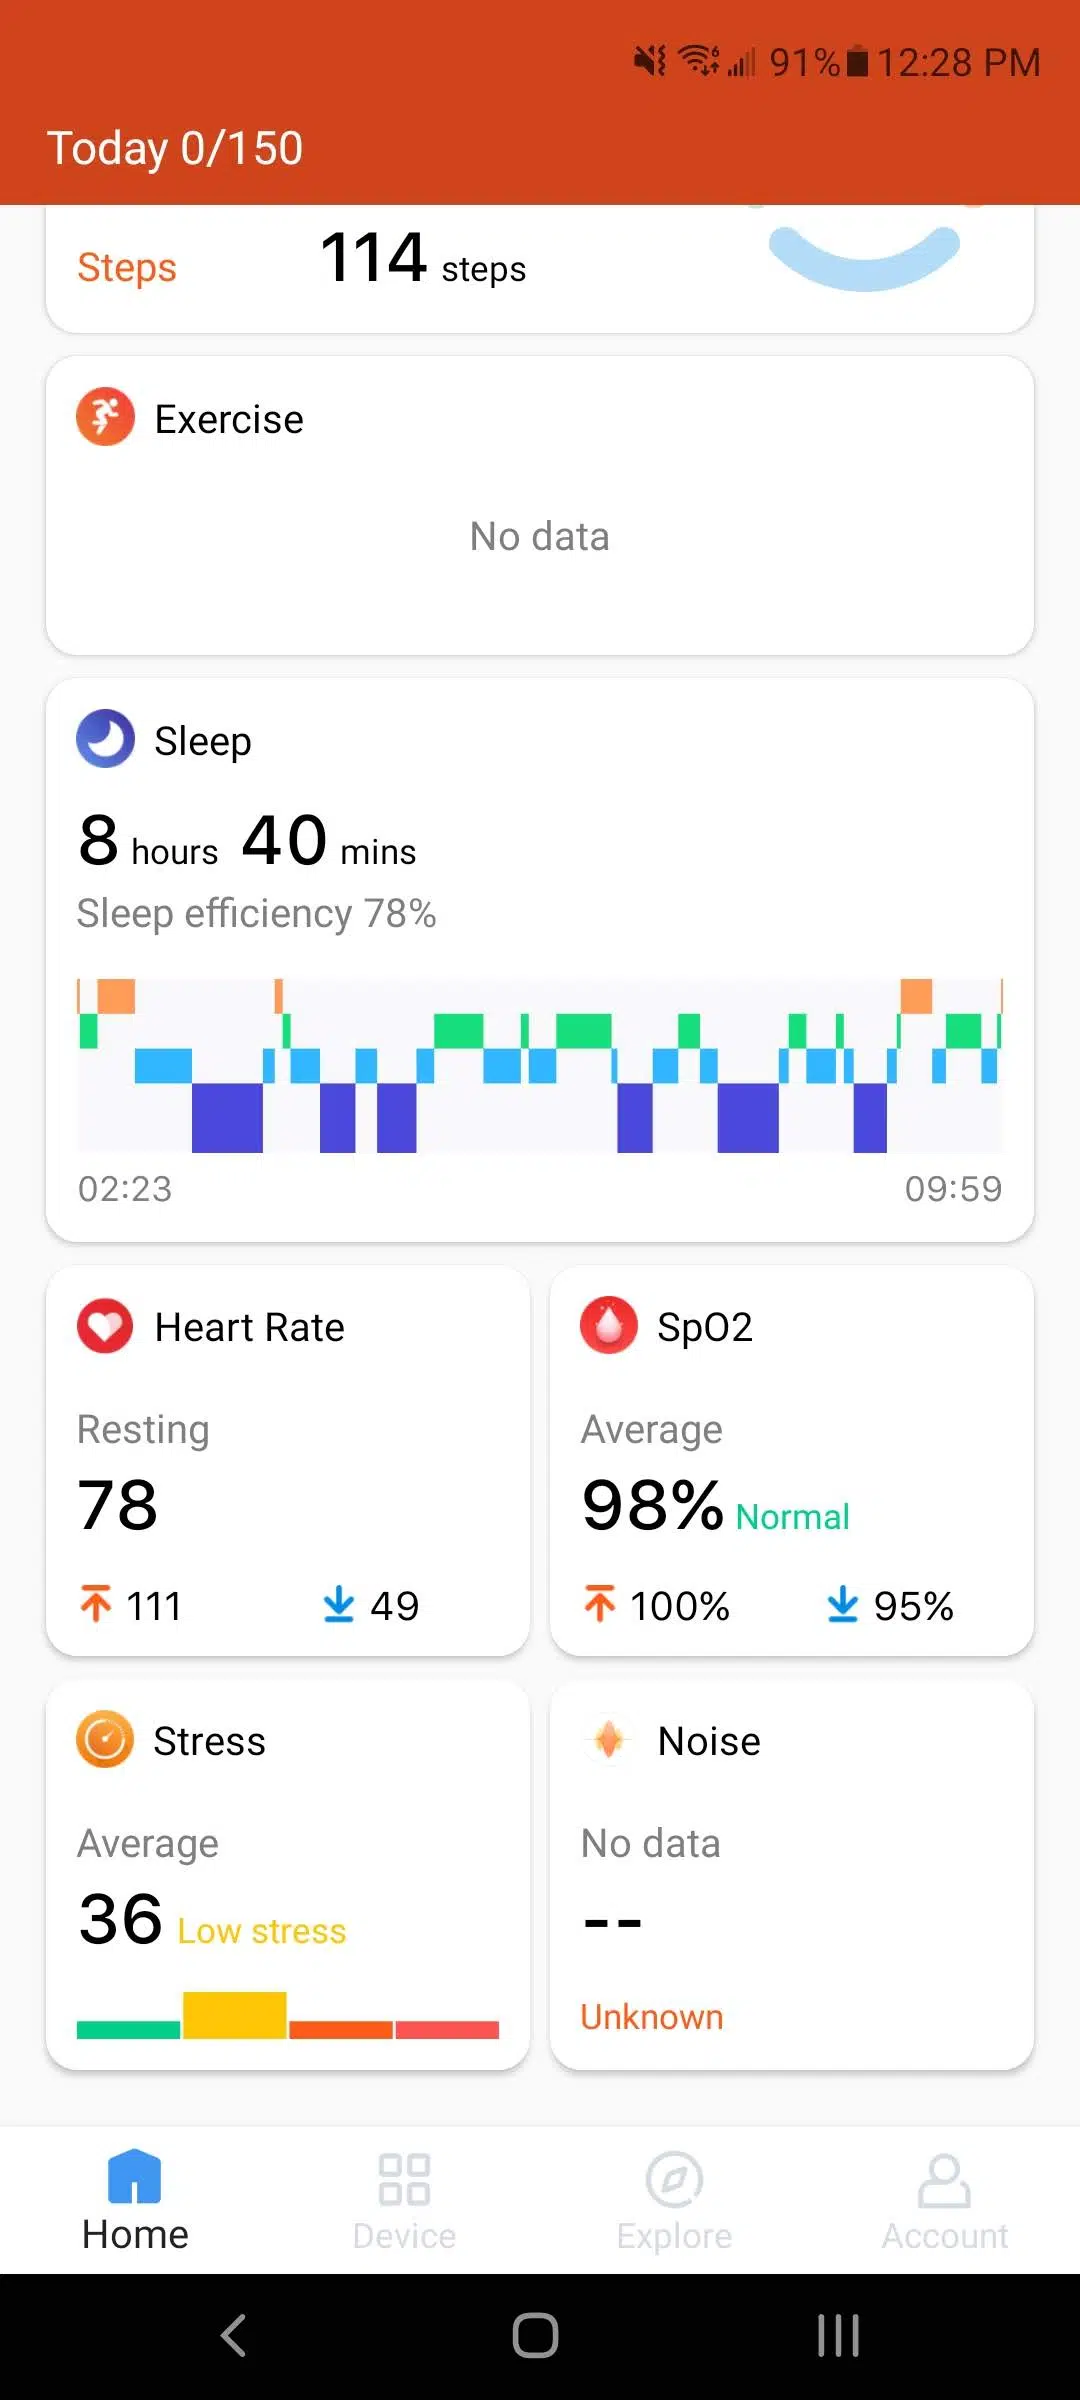 91% 12:28 PM
Today 0/150
Steps 114 steps
Exercise
No data
Sleep
8 hours 40 mins
Sleep efficiency 78%
02:23 09:59
Heart Rate
Resting
78
111 49
SpO2
Average
98% Normal
100% 95%
Stress
Average
36 Low stress
Noise
No data
--
Unknown
Home Device Explore Account